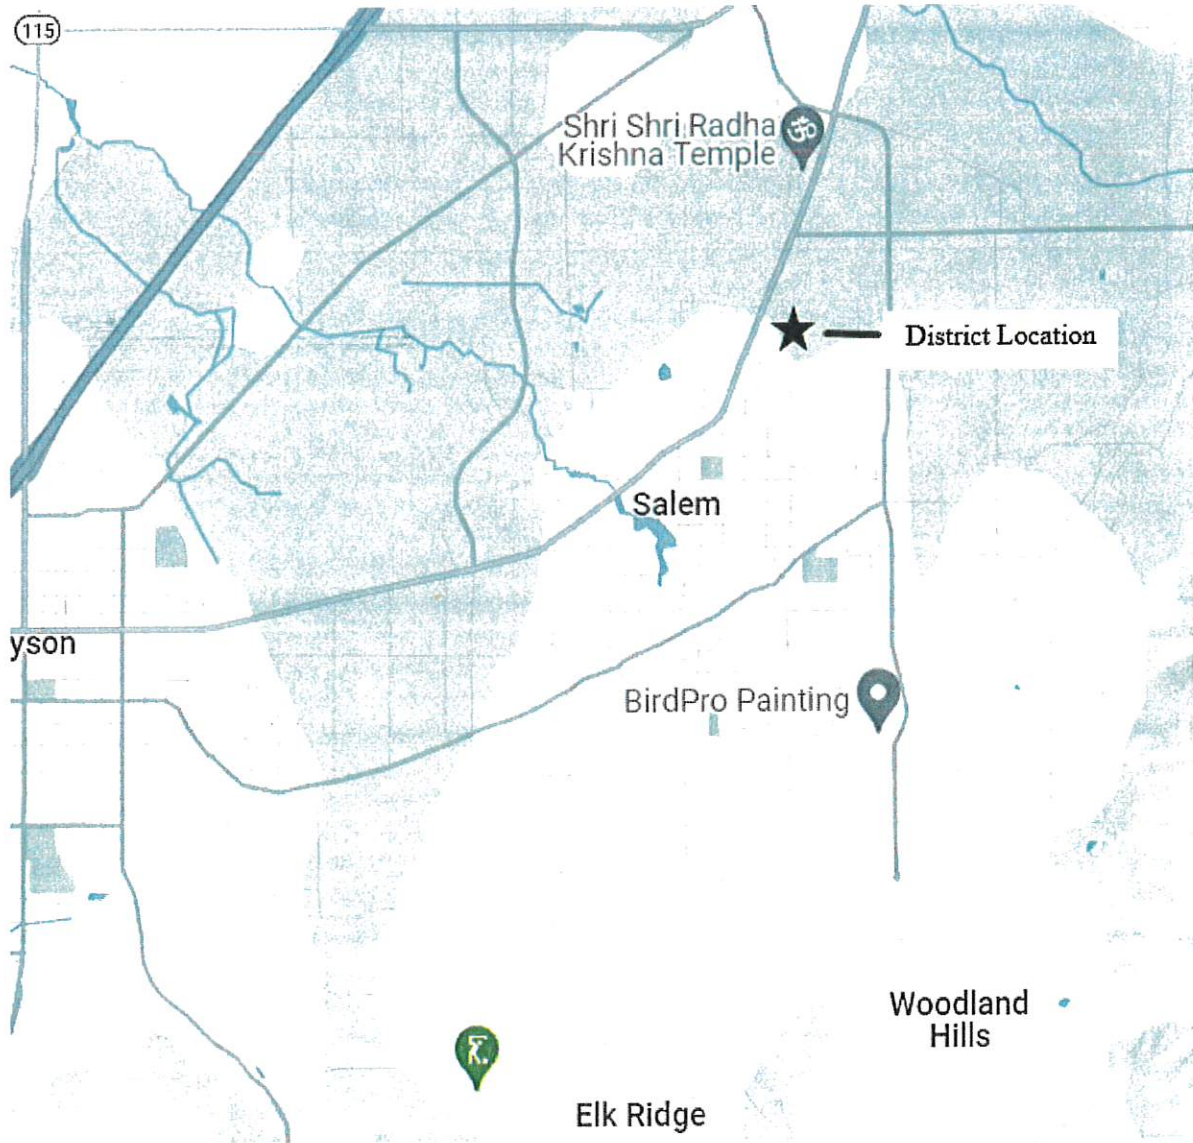 115
Shri Shri Radha
Krishna Temple
District Location
Salem
yson
BirdPro Painting
Woodland
Hills
Elk Ridge